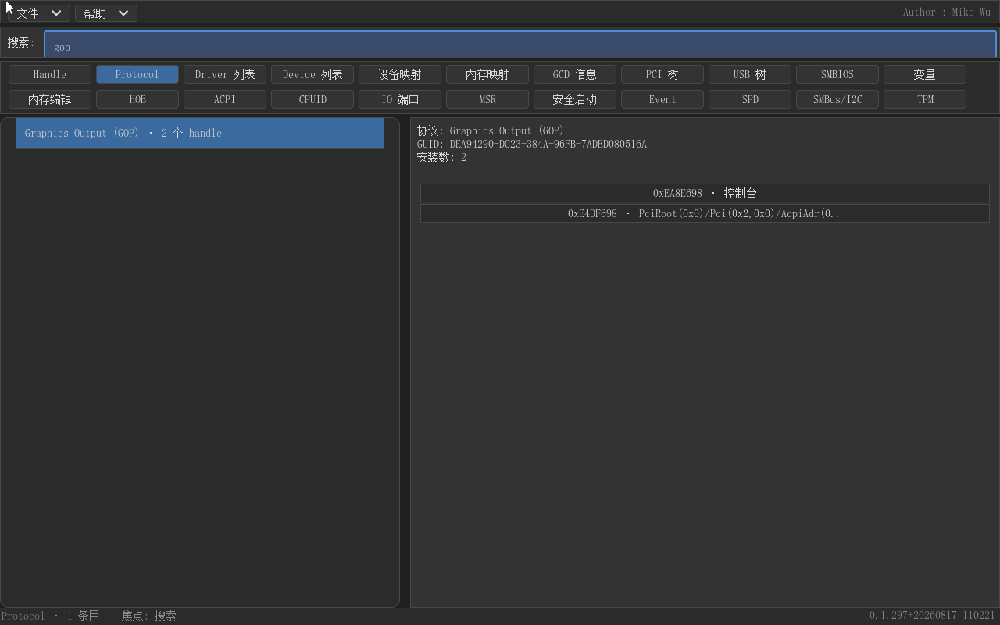 文件 帮助 Author : Mike Wu
搜索: gop
Handle Protocol Driver 列表 Device 列表 设备映射 内存映射 GCD 信息 PCI 树 USB 树 SMBIOS 变量
内存编辑 HOB ACPI CPUID IO 端口 MSR 安全启动 Event SPD SMBus/I2C TPM
Graphics Output (GOP) · 2 个 handle
协议: Graphics Output (GOP)
GUID: DEA94290-DC23-384A-96FB-7ADED080516A
安装数: 2
0xEA8E698 · 控制台
0xE4DF698 · PciRoot(0x0)/Pci(0x2,0x0)/AcpiAdr(0..
Protocol · 1 条目 焦点: 搜索 0.1.297+20260817_110221